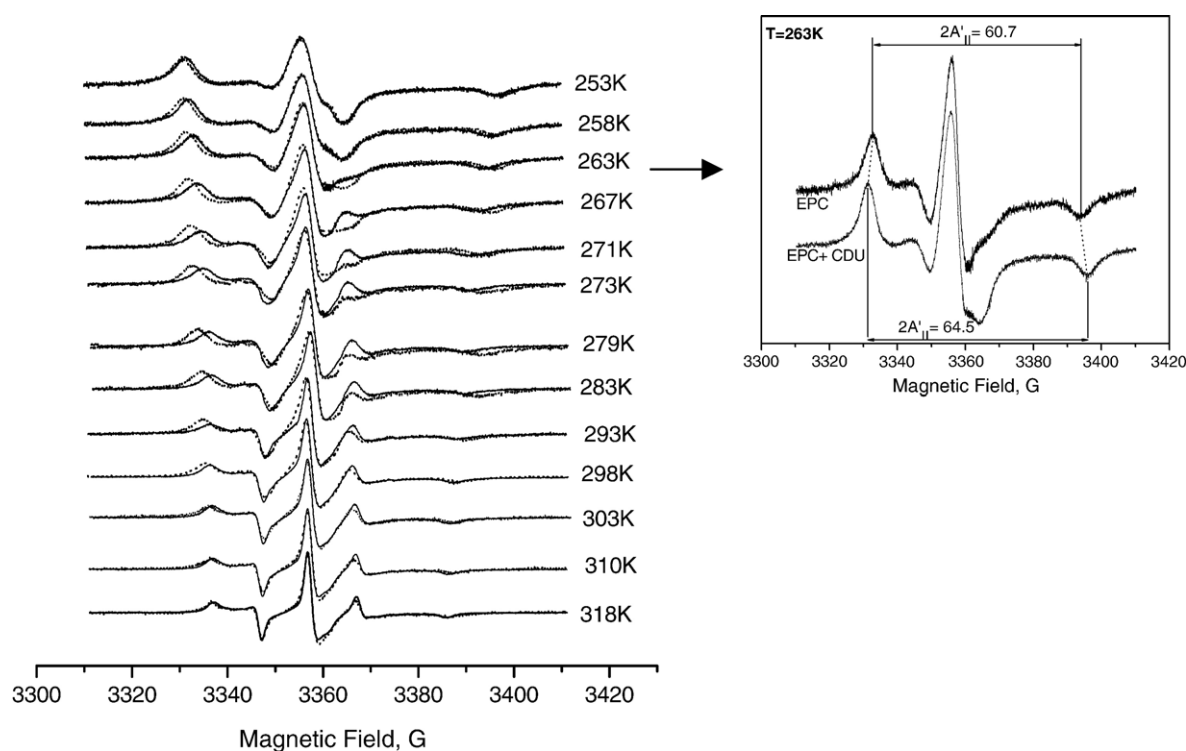 253K
258K
263K
267K
271K
273K
279K
283K
293K
298K
303K
310K
318K
3300 3320 3340 3360 3380 3400 3420
Magnetic Field, G
T=263K
2A'II= 60.7
EPC
EPC+ CDU
2A'II= 64.5
3300 3320 3340 3360 3380 3400 3420
Magnetic Field, G